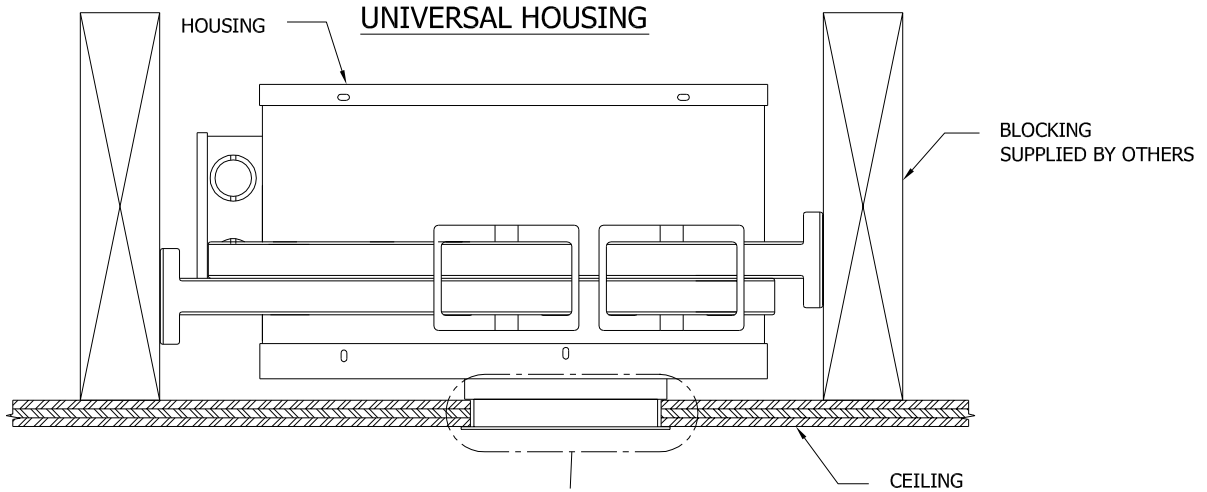 UNIVERSAL HOUSING
HOUSING
BLOCKING
SUPPLIED BY OTHERS
CEILING